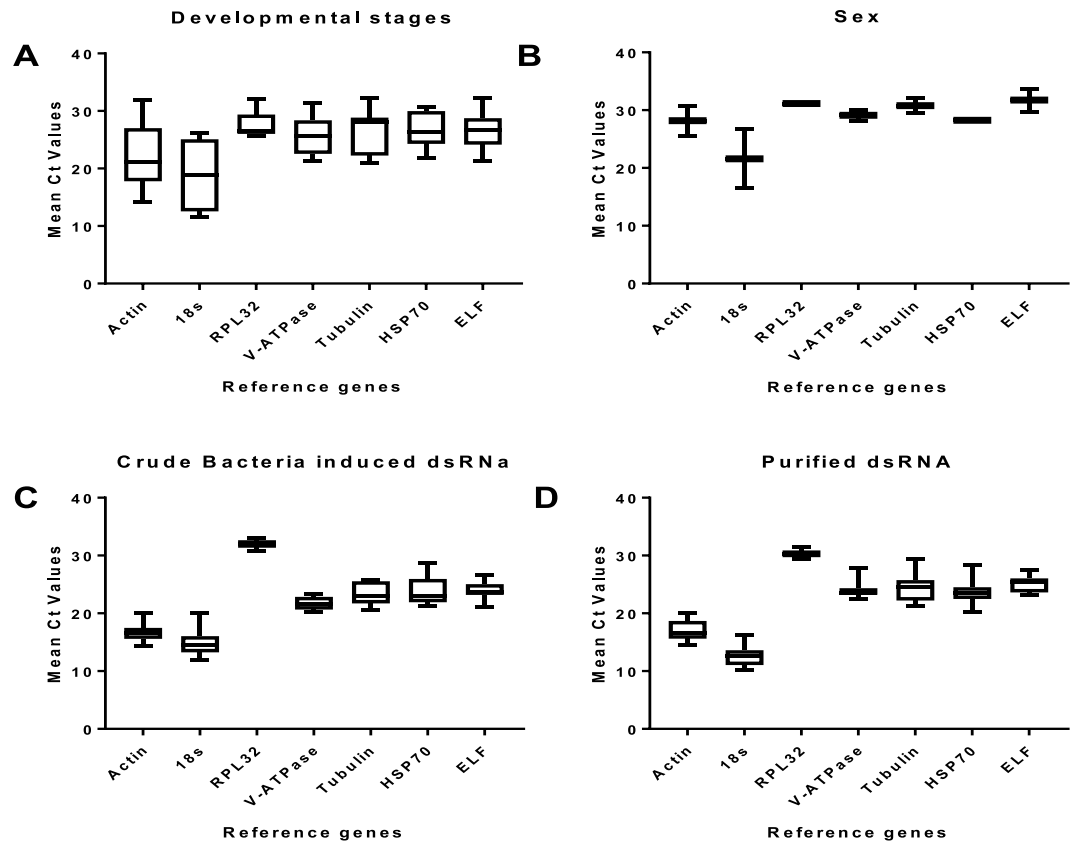 Developmental stages
A
Mean Ct Values
40
30
20
10
0
Actin
18s
RPL32
V-ATPase
Tubulin
HSP70
ELF
Reference genes
Sex
B
Mean Ct Values
40
30
20
10
0
Actin
18s
RPL32
V-ATPase
Tubulin
HSP70
ELF
Reference genes
Crude Bacteria induced dsRNa
C
Mean Ct Values
40
30
20
10
0
Actin
18s
RPL32
V-ATPase
Tubulin
HSP70
ELF
Reference genes
Purified dsRNA
D
Mean Ct Values
40
30
20
10
0
Actin
18s
RPL32
V-ATPase
Tubulin
HSP70
ELF
Reference genes